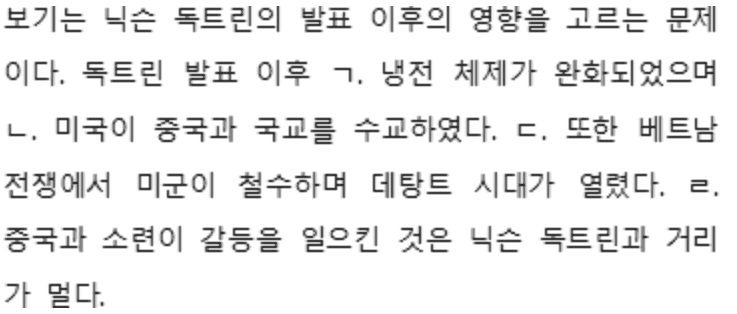 보기는 닉슨 독트린의 발표 이후의 영향을 고르는 문제
이다. 독트린 발표 이후 ㄱ. 냉전 체제가 완화되었으며
ㄴ. 미국이 중국과 국교를 수교하였다. ㄷ. 또한 베트남
전쟁에서 미군이 철수하며 데탕트 시대가 열렸다. ㄹ.
중국과 소련이 갈등을 일으킨 것은 닉슨 독트린과 거리
가 멀다.